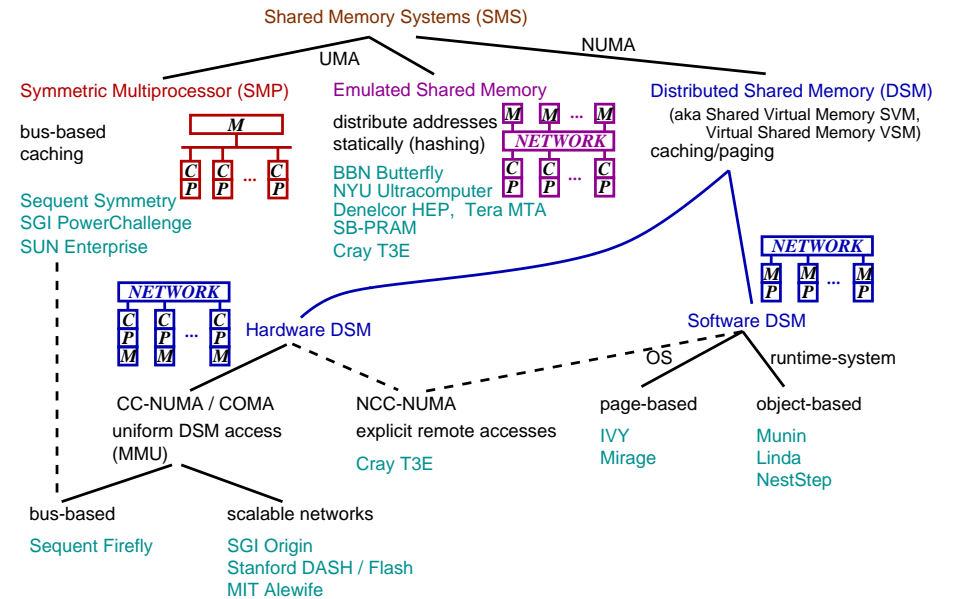 Shared Memory Systems (SMS)
UMA
NUMA
Symmetric Multiprocessor (SMP)
bus-based
caching
M
C C ... C
P P P
Sequent Symmetry
SGI PowerChallenge
SUN Enterprise
Emulated Shared Memory
distribute addresses
statically (hashing)
M M ... M
NETWORK
C C ... C
P P P
BBN Butterfly
NYU Ultracomputer
Denelcor HEP, Tera MTA
SB-PRAM
Cray T3E
Distributed Shared Memory (DSM)
(aka Shared Virtual Memory SVM,
Virtual Shared Memory VSM)
caching/paging
NETWORK
C C C
P P ... P
M M M
Hardware DSM
NETWORK
M M ... M
P P P
Software DSM
OS
runtime-system
CC-NUMA / COMA
uniform DSM access
(MMU)
NCC-NUMA
explicit remote accesses
Cray T3E
page-based
IVY
Mirage
object-based
Munin
Linda
NestStep
bus-based
Sequent Firefly
scalable networks
SGI Origin
Stanford DASH / Flash
MIT Alewife